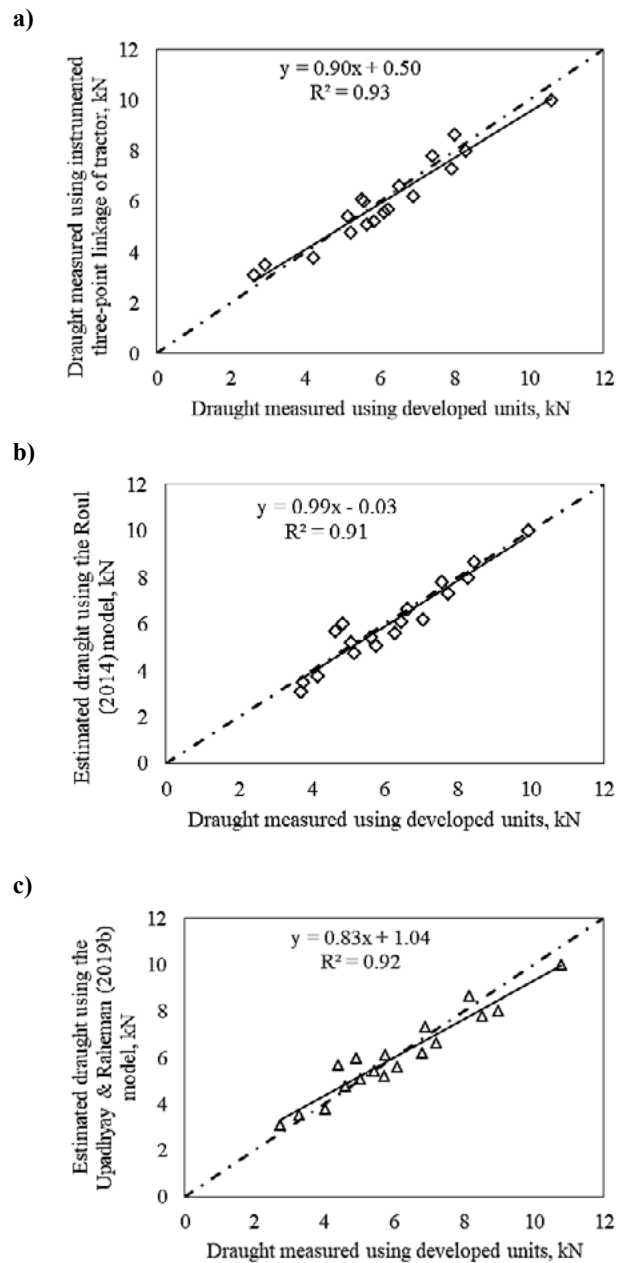 a)
12
10
8
6
4
2
0
y = 0.90x + 0.50
R² = 0.93
Draught measured using instrumented
three-point linkage of tractor, kN
0 2 4 6 8 10 12
Draught measured using developed units, kN
b)
12
10
8
6
4
2
0
y = 0.99x - 0.03
R² = 0.91
Estimated draught using the Roul
(2014) model, kN
0 2 4 6 8 10 12
Draught measured using developed units, kN
c)
12
10
8
6
4
2
0
y = 0.83x + 1.04
R² = 0.92
Estimated draught using the
Upadhyay & Raheman (2019b)
model, kN
0 2 4 6 8 10 12
Draught measured using developed units, kN